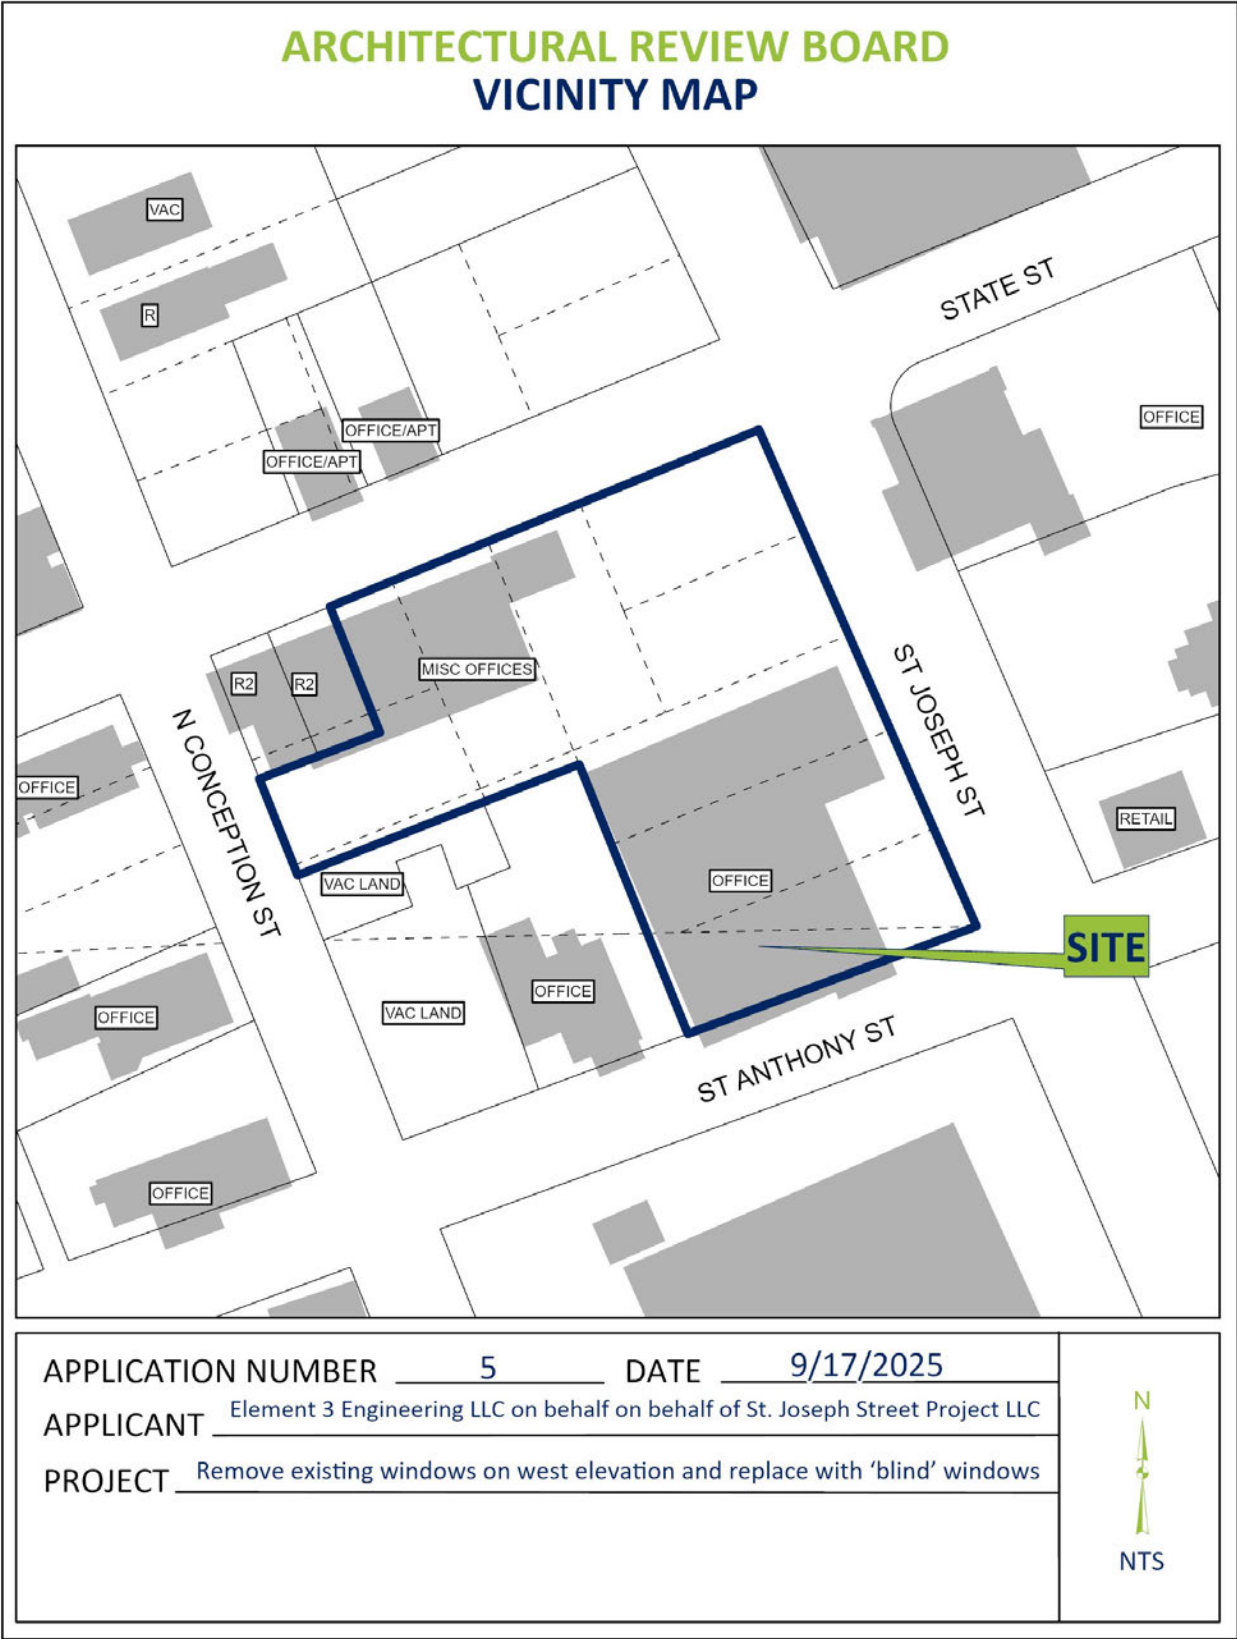 ARCHITECTURAL REVIEW BOARD
VICINITY MAP
VAC
R
STATE ST
OFFICE
OFFICE/APT
OFFICE/APT
MISC OFFICES
R2
R2
ST JOSEPH ST
N CONCEPTION ST
OFFICE
RETAIL
VAC LAND
OFFICE
SITE
OFFICE
VAC LAND
OFFICE
ST ANTHONY ST
OFFICE
APPLICATION NUMBER 5 DATE 9/17/2025
APPLICANT Element 3 Engineering LLC on behalf on behalf of St. Joseph Street Project LLC
PROJECT Remove existing windows on west elevation and replace with ‘blind’ windows
N
NTS